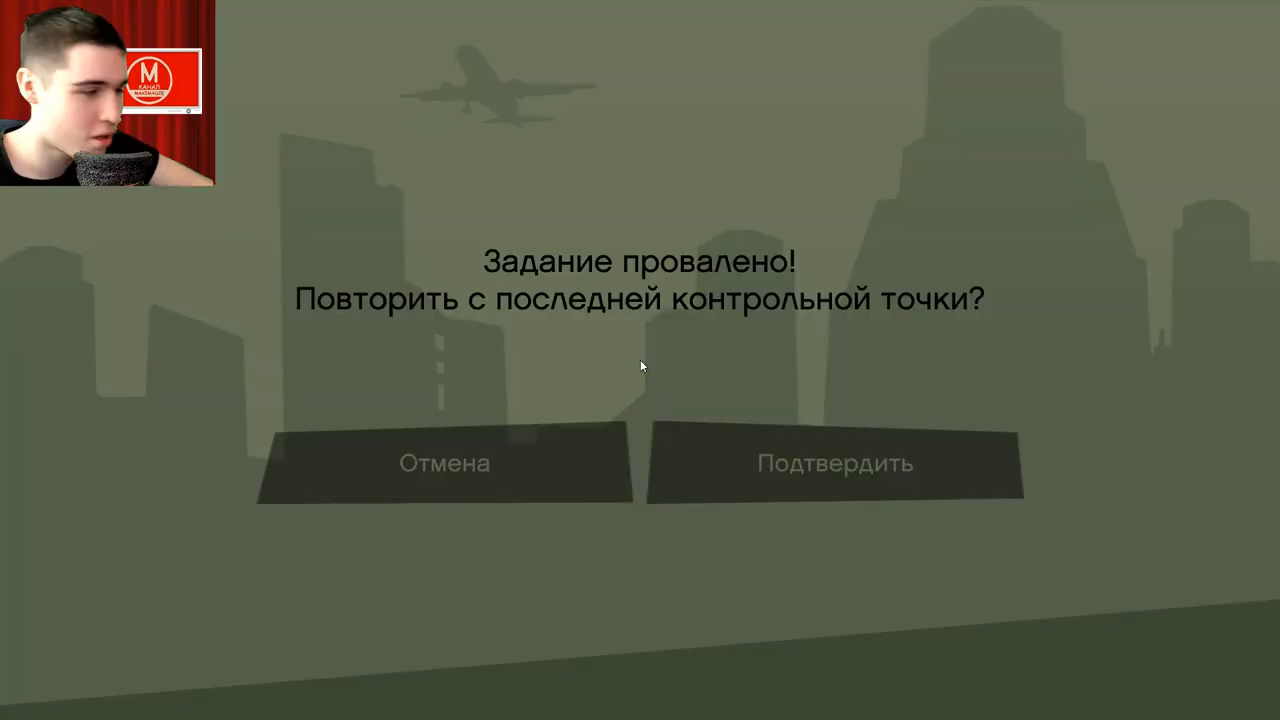 М
КАНАЛ
Задание провалено!
Повторить с последней контрольной точки?
Отмена
Подтвердить